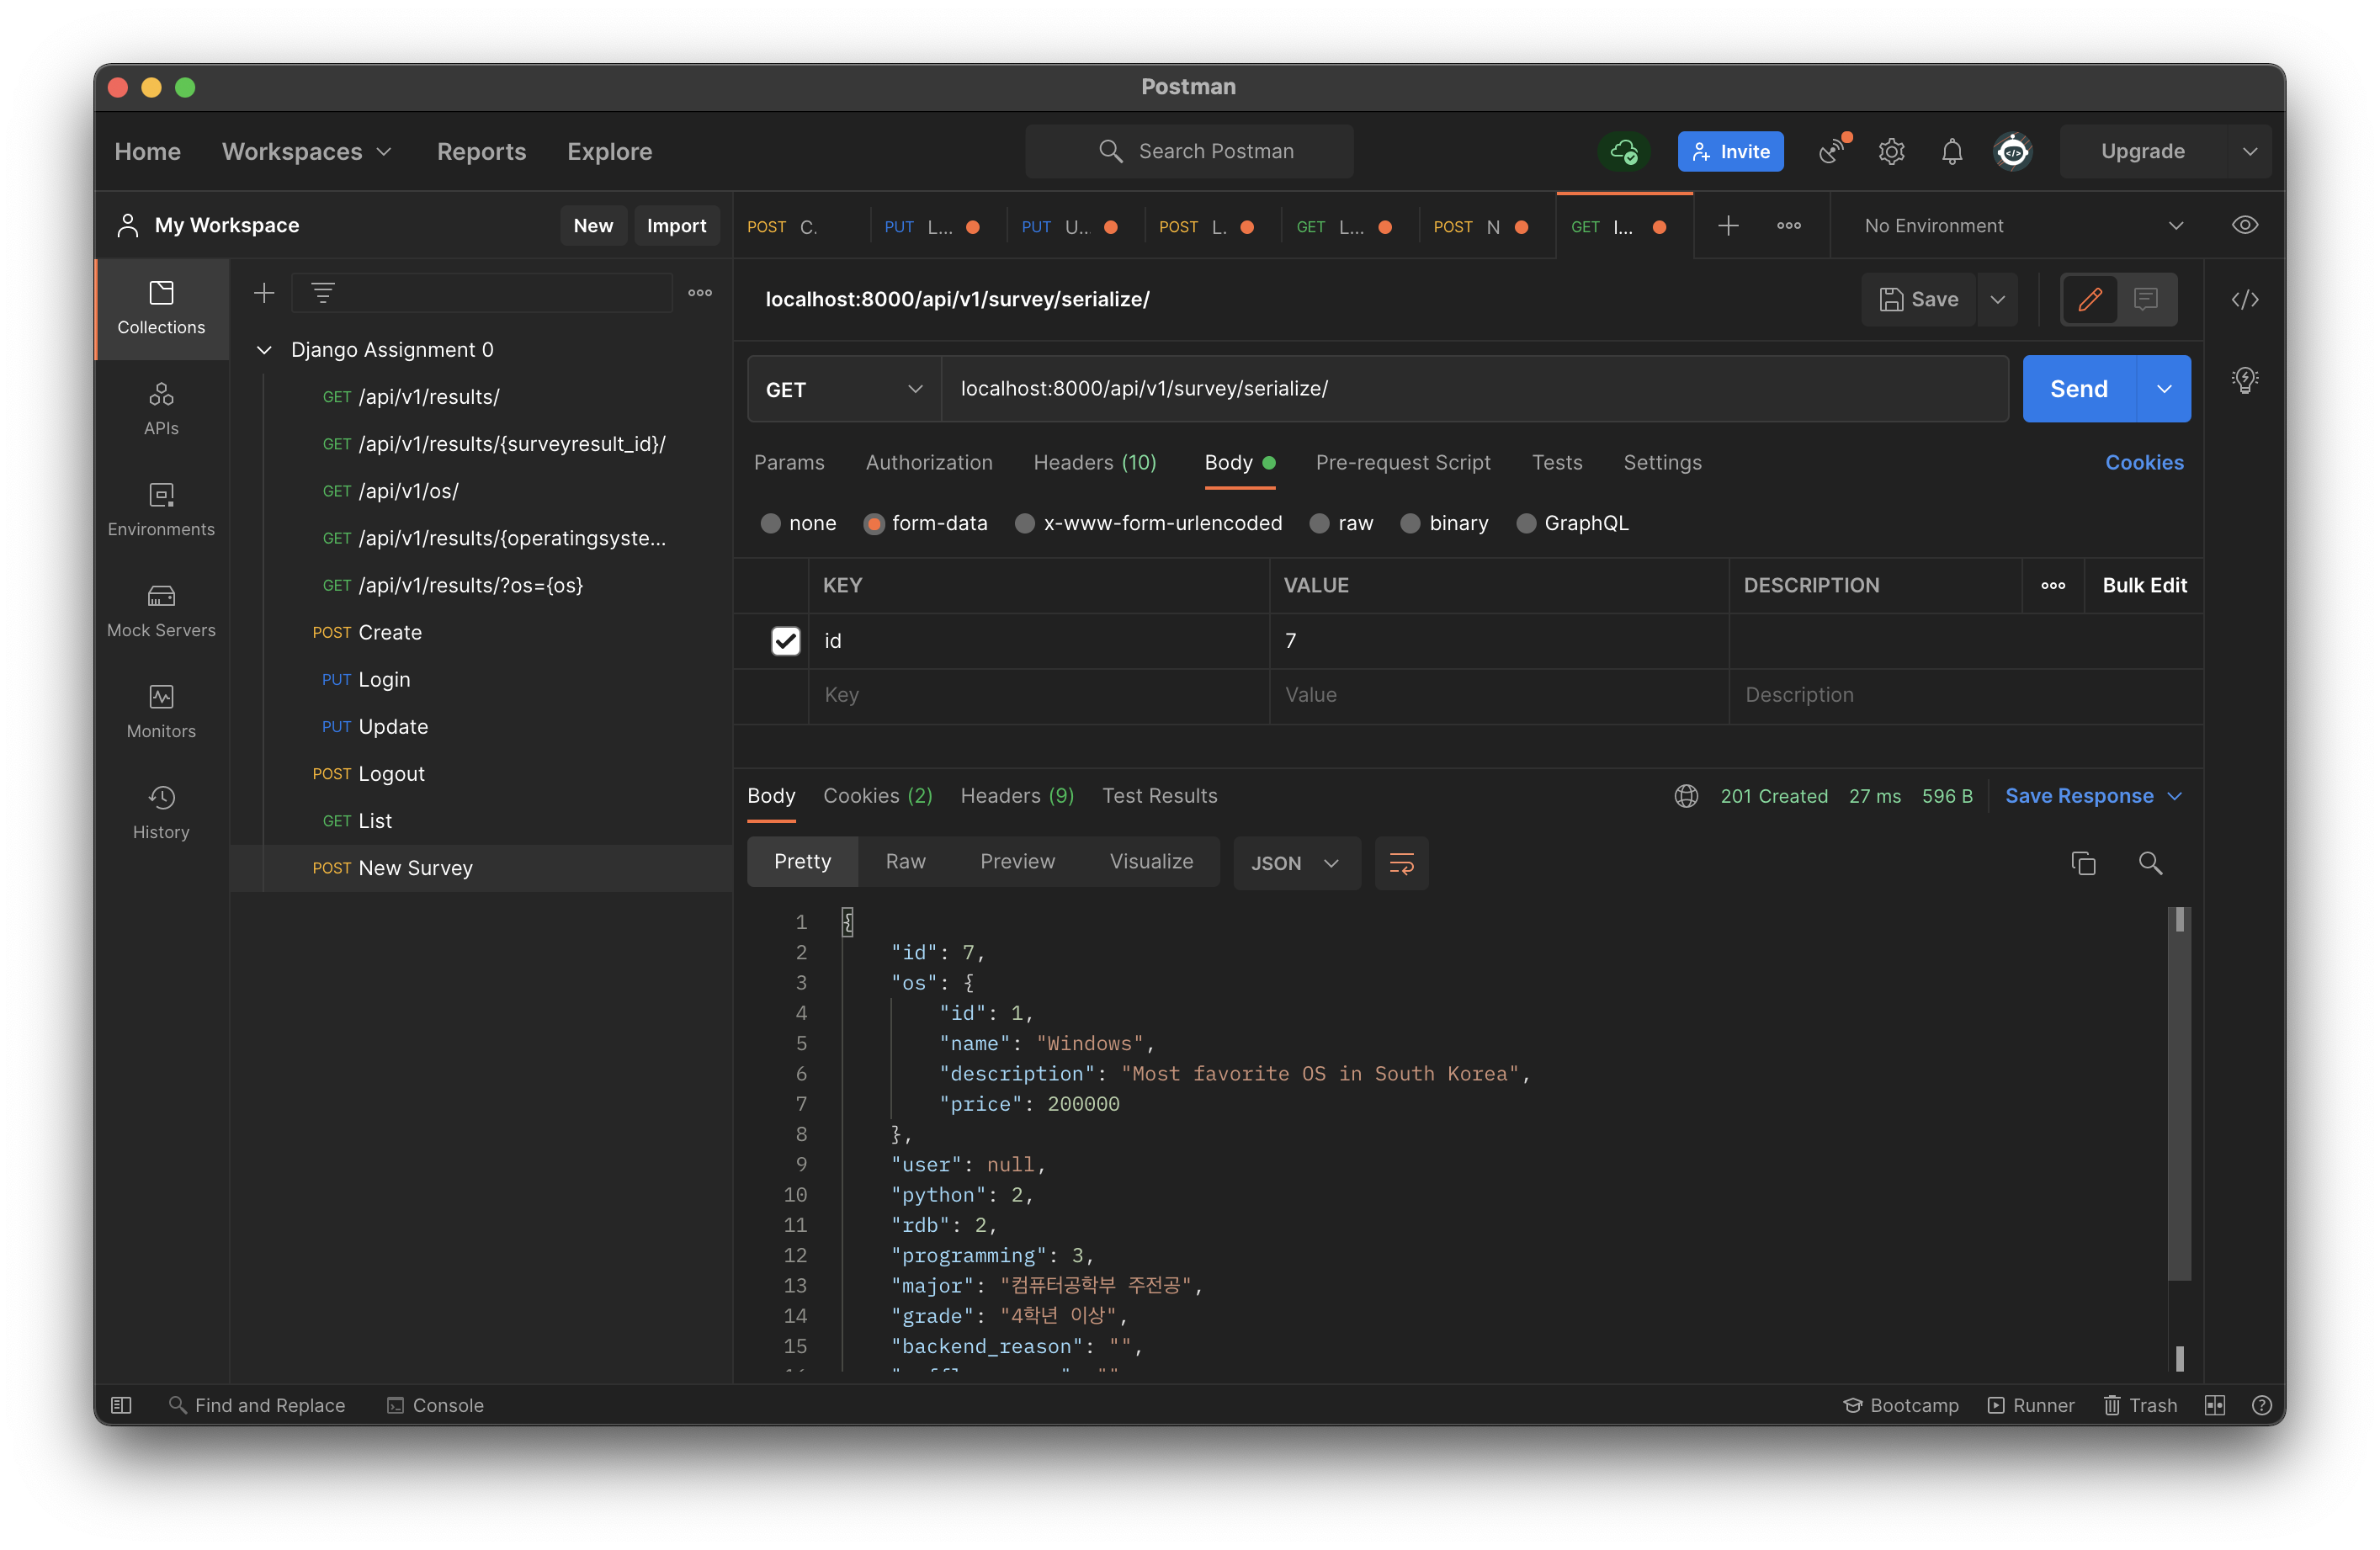 Postman
Home Workspaces Reports Explore Search Postman Invite Upgrade
My Workspace New Import
POST C. PUT L... PUT U... POST L. GET L... POST N GET I... No Environment
Collections
APIs
Environments
Mock Servers
Monitors
History
Django Assignment 0
GET /api/v1/results/
GET /api/v1/results/{surveyresult_id}/
GET /api/v1/os/
GET /api/v1/results/{operatingsyste...
GET /api/v1/results/?os={os}
POST Create
PUT Login
PUT Update
POST Logout
GET List
POST New Survey
localhost:8000/api/v1/survey/serialize/ Save
GET localhost:8000/api/v1/survey/serialize/ Send
Params Authorization Headers (10) Body Pre-request Script Tests Settings Cookies
none form-data x-www-form-urlencoded raw binary GraphQL
KEY VALUE DESCRIPTION Bulk Edit
id 7
Key Value Description
Body Cookies (2) Headers (9) Test Results 201 Created 27 ms 596 B Save Response
Pretty Raw Preview Visualize JSON
1 {
2 "id": 7,
3 "os": {
4 "id": 1,
5 "name": "Windows",
6 "description": "Most favorite OS in South Korea",
7 "price": 200000
8 },
9 "user": null,
10 "python": 2,
11 "rdb": 2,
12 "programming": 3,
13 "major": "컴퓨터공학부 주전공",
14 "grade": "4학년 이상",
15 "backend_reason": "",
Find and Replace Console Bootcamp Runner Trash